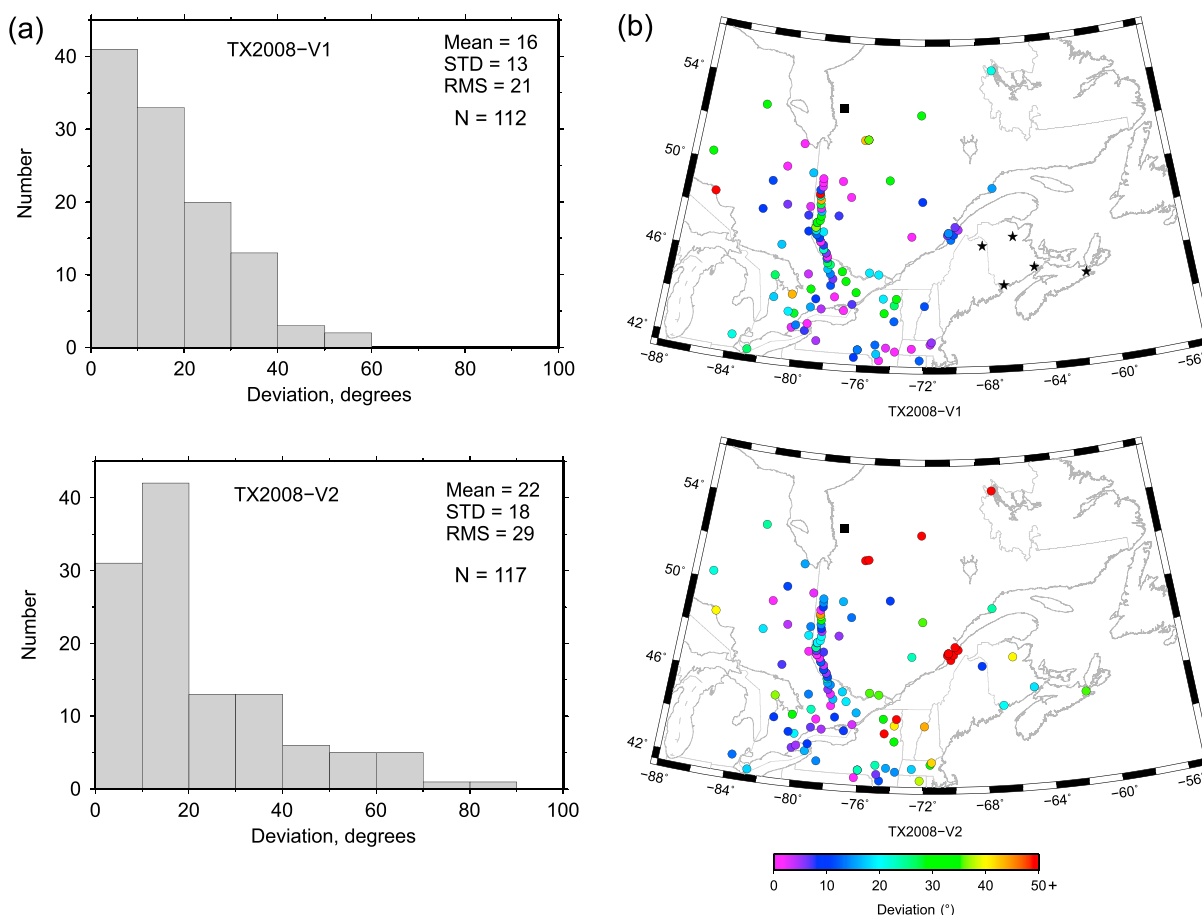 (a)
TX2008−V1
Mean = 16
STD = 13
RMS = 21
N = 112
40
30
20
10
0
Number
0 20 40 60 80 100
Deviation, degrees
TX2008−V2
Mean = 22
STD = 18
RMS = 29
N = 117
40
30
20
10
0
Number
0 20 40 60 80 100
Deviation, degrees
(b)
54˚
50˚
46˚
42˚
−88˚
−84˚
−80˚
−76˚
−72˚
−68˚
−64˚
−60˚
−56˚
TX2008−V1
54˚
50˚
46˚
42˚
−88˚
−84˚
−80˚
−76˚
−72˚
−68˚
−64˚
−60˚
−56˚
TX2008−V2
0 10 20 30 40 50 +
Deviation (°)